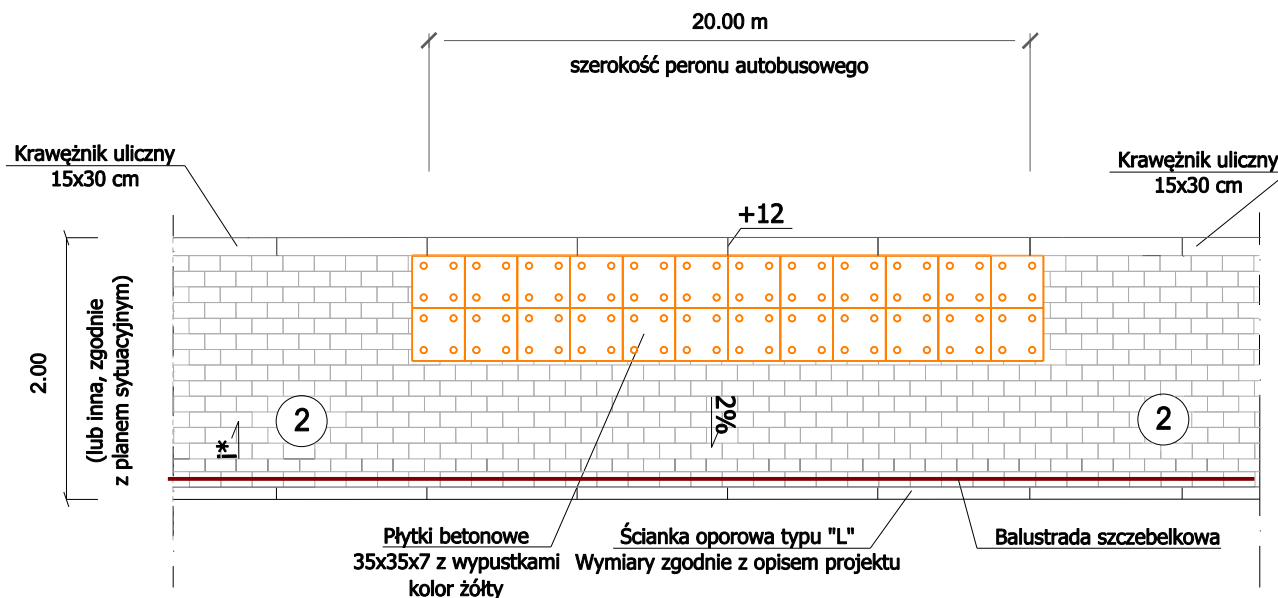 20.00 m
szerokość peronu autobusowego
Krawężnik uliczny
15x30 cm
Krawężnik uliczny
15x30 cm
+12
2.00
(lub inna, zgodnie
z planem sytuacyjnym)
2
2%
2
i*
Płytki betonowe
35x35x7 z wypustkami
kolor żółty
Ścianka oporowa typu "L"
Wymiary zgodnie z opisem projektu
Balustrada szczebelkowa